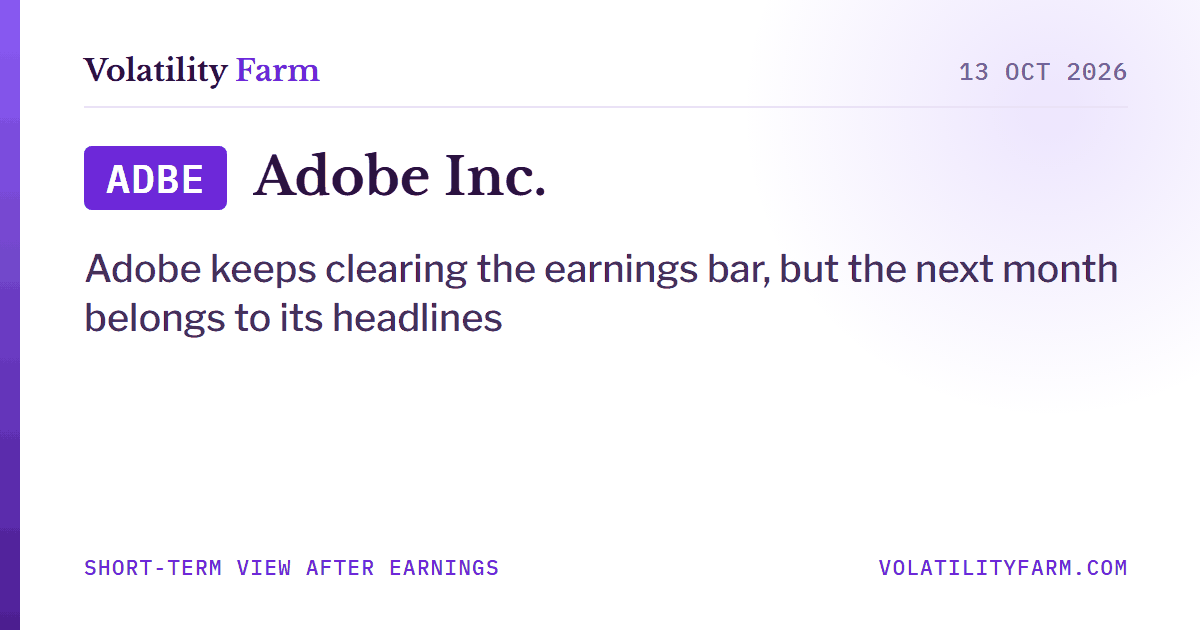 Volatility Farm
13 OCT 2026
ADBE Adobe Inc.
Adobe keeps clearing the earnings bar, but the next month
belongs to its headlines
SHORT-TERM VIEW AFTER EARNINGS
VOLATILITYFARM.COM